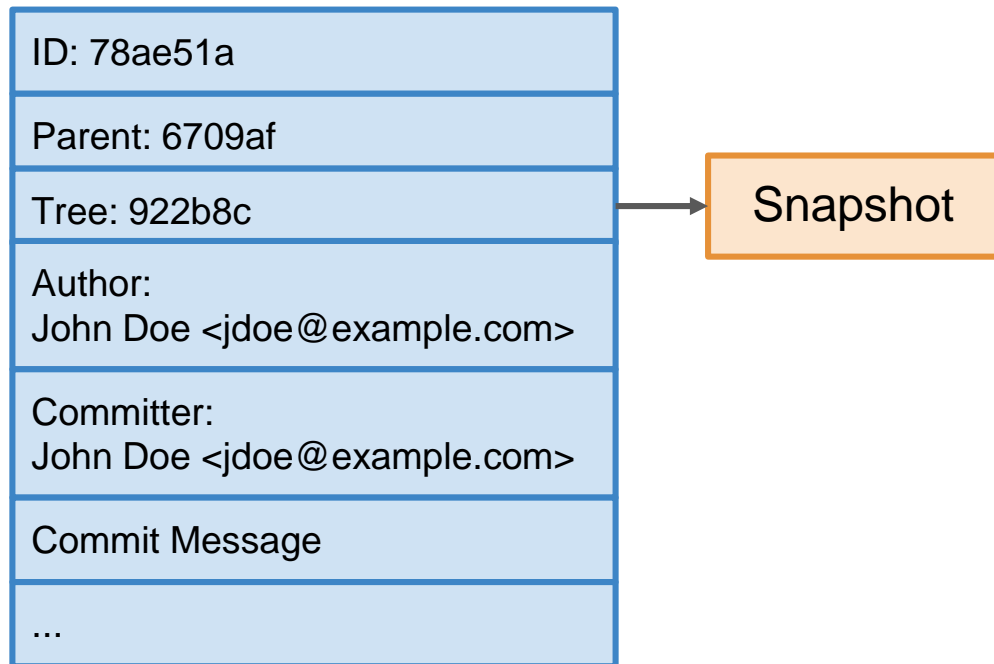 ID: 78ae51a
Parent: 6709af
Tree: 922b8c
Snapshot
Author:
John Doe <jdoe@example.com>
Committer:
John Doe <jdoe@example.com>
Commit Message
...